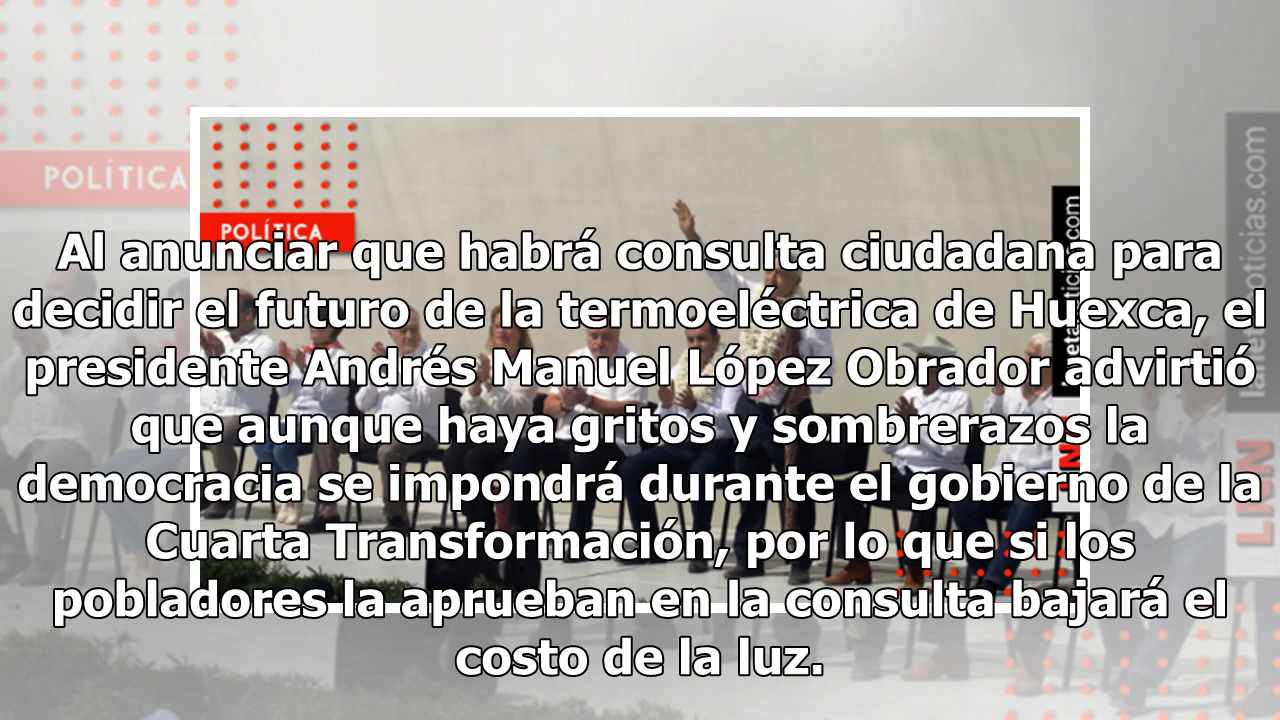 POLÍTICA
POLÍTICA
Al anunciar que habrá consulta ciudadana para
decidir el futuro de la termoeléctrica de Huexca, el
presidente Andrés Manuel López Obrador advirtió
que aunque haya gritos y sombrerazos la
democracia se impondrá durante el gobierno de la
Cuarta Transformación, por lo que si los
pobladores la aprueban en la consulta bajará el
costo de la luz.